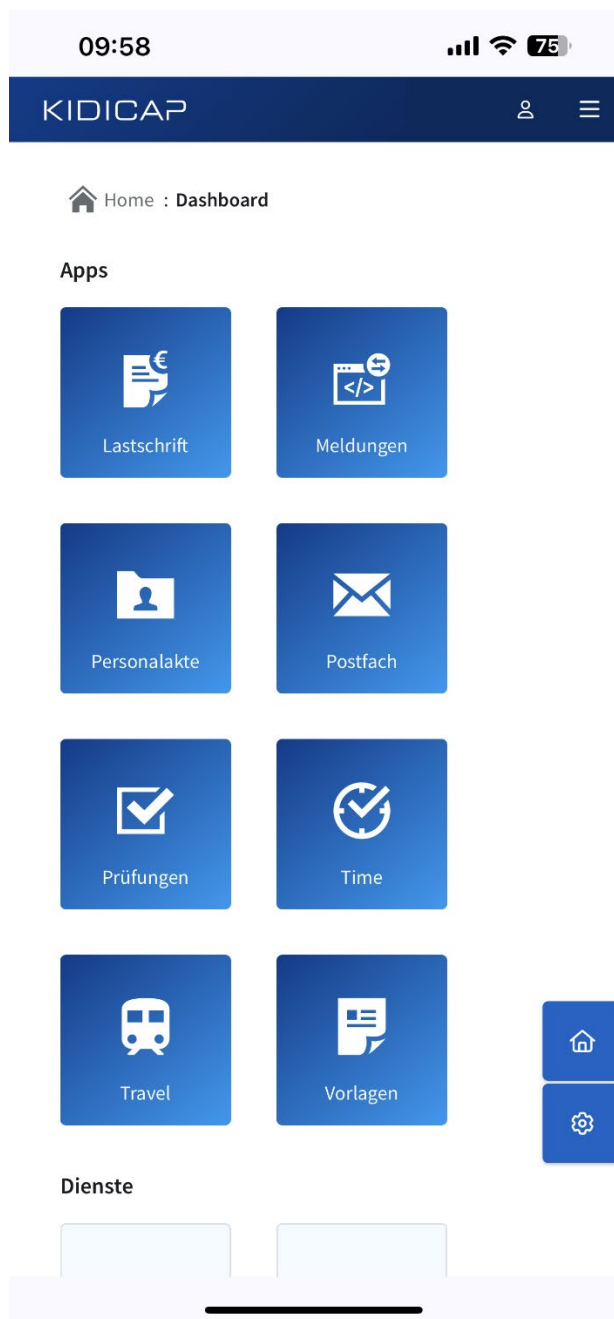 09:58
75
KIDICAP
Home : Dashboard
Apps
€
Lastschrift
</>
Meldungen
Personalakte
Postfach
Prüfungen
Time
Travel
Vorlagen
Dienste